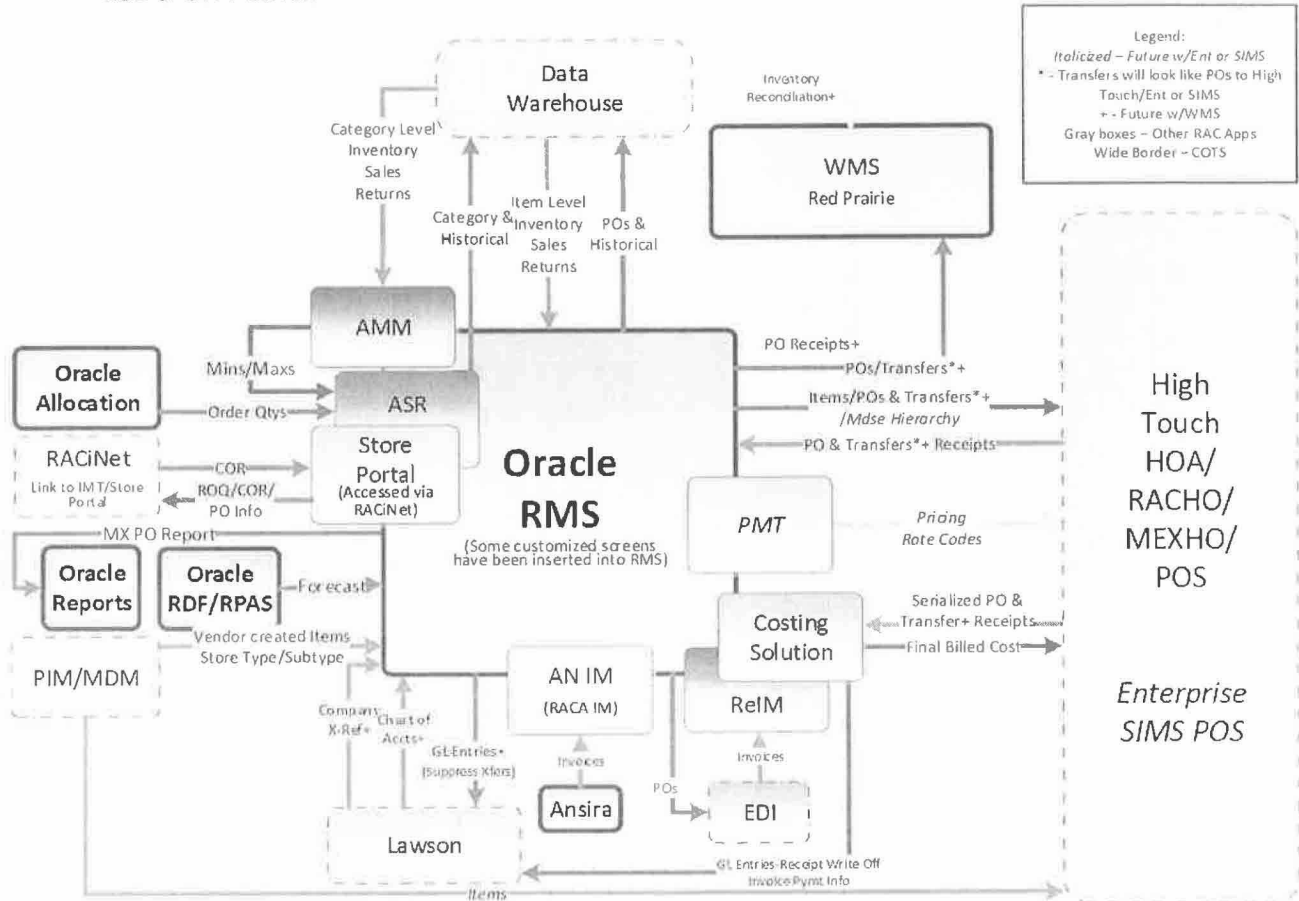 Legend:
Italicized – Future w/Ent or SIMS
* - Transfers will look like POs to High
Touch/Ent or SIMS
+ - Future w/WMS
Gray boxes – Other RAC Apps
Wide Border – COTS
Data
Warehouse
Inventory
Reconciliation+
Category Level
Inventory
Sales
Returns
WMS
Red Prairie
Category &
Historical
Item Level
Inventory
Sales
Returns
POs &
Historical
AMM
Mins/Maxs
Oracle
Allocation
Order Qtys
ASR
PO Receipts+
POs/Transfers*+
Items/POs & Transfers*+
/Mdse Hierarchy
PO & Transfers*+ Receipts
High
Touch
HOA/
RACHO/
MEXHO/
POS
RACiNet
Link to IMT/Store
Portal
COR
ROQ/COR/
PO Info
Store
Portal
(Accessed via
RACiNet)
Oracle
RMS
(Some customized screens
have been inserted into RMS)
PMT
Pricing
Rate Codes
MX PO Report
Oracle
Reports
Oracle
RDF/RPAS
Forecast
Vendor created Items
Store Type/Subtype
PIM/MDM
Costing
Solution
Serialized PO &
Transfer+ Receipts
Final Billed Cost
Enterprise
SIMS POS
AN IM
(RACA IM)
ReIM
Company
X-Ref+
Chart of
Accts+
GL Entries+
(Suppress Xfers)
Invoices
Invoices
POs
Ansira
EDI
Lawson
GL Entries-Receipt Write Off
Invoice Pymt Info
Items